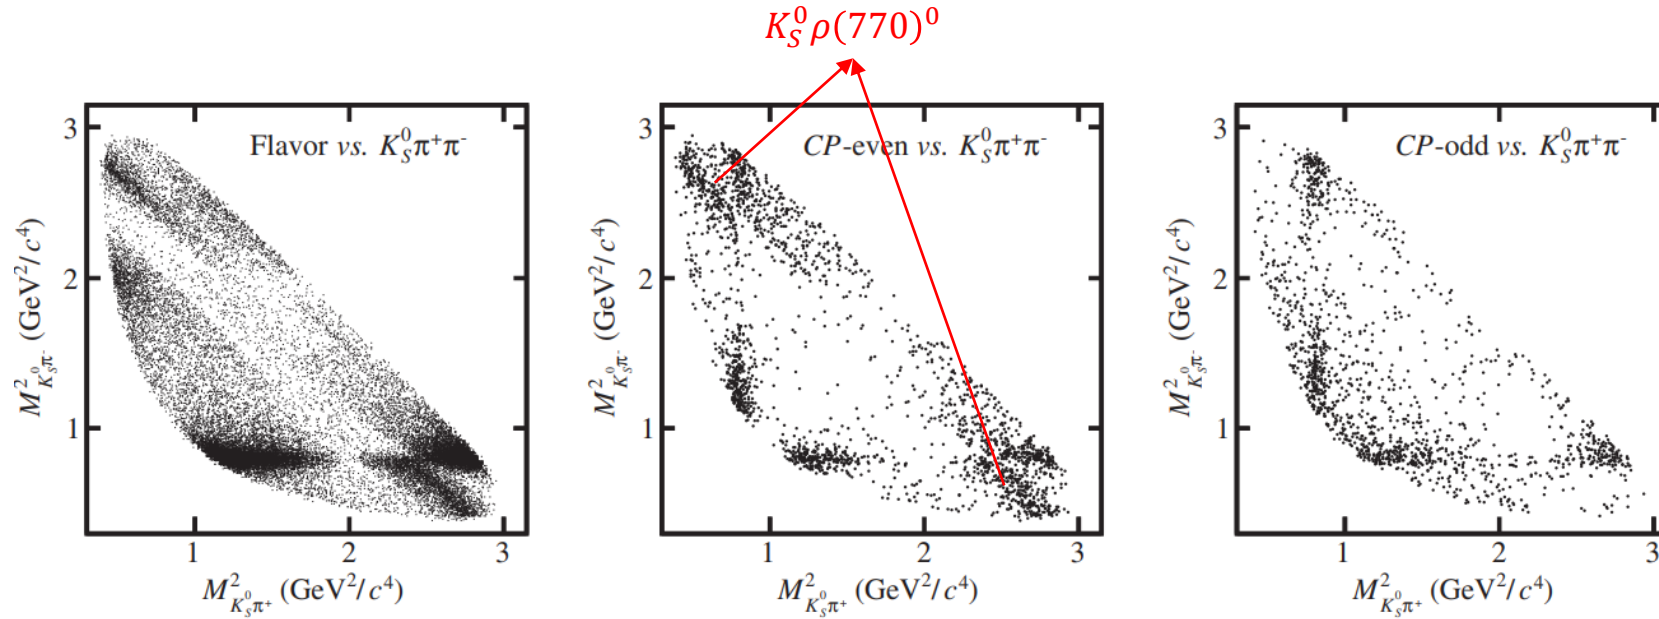 K_S^0 ρ(770)^0
Flavor vs. K_S^0π^+π^-
CP-even vs. K_S^0π^+π^-
CP-odd vs. K_S^0π^+π^-
3
2
1
1
2
3
M^2_{K_S^0π^-} (GeV^2/c^4)
M^2_{K_S^0π^+} (GeV^2/c^4)
3
2
1
1
2
3
M^2_{K_S^0π^-} (GeV^2/c^4)
M^2_{K_S^0π^+} (GeV^2/c^4)
3
2
1
1
2
3
M^2_{K_S^0π^-} (GeV^2/c^4)
M^2_{K_S^0π^+} (GeV^2/c^4)